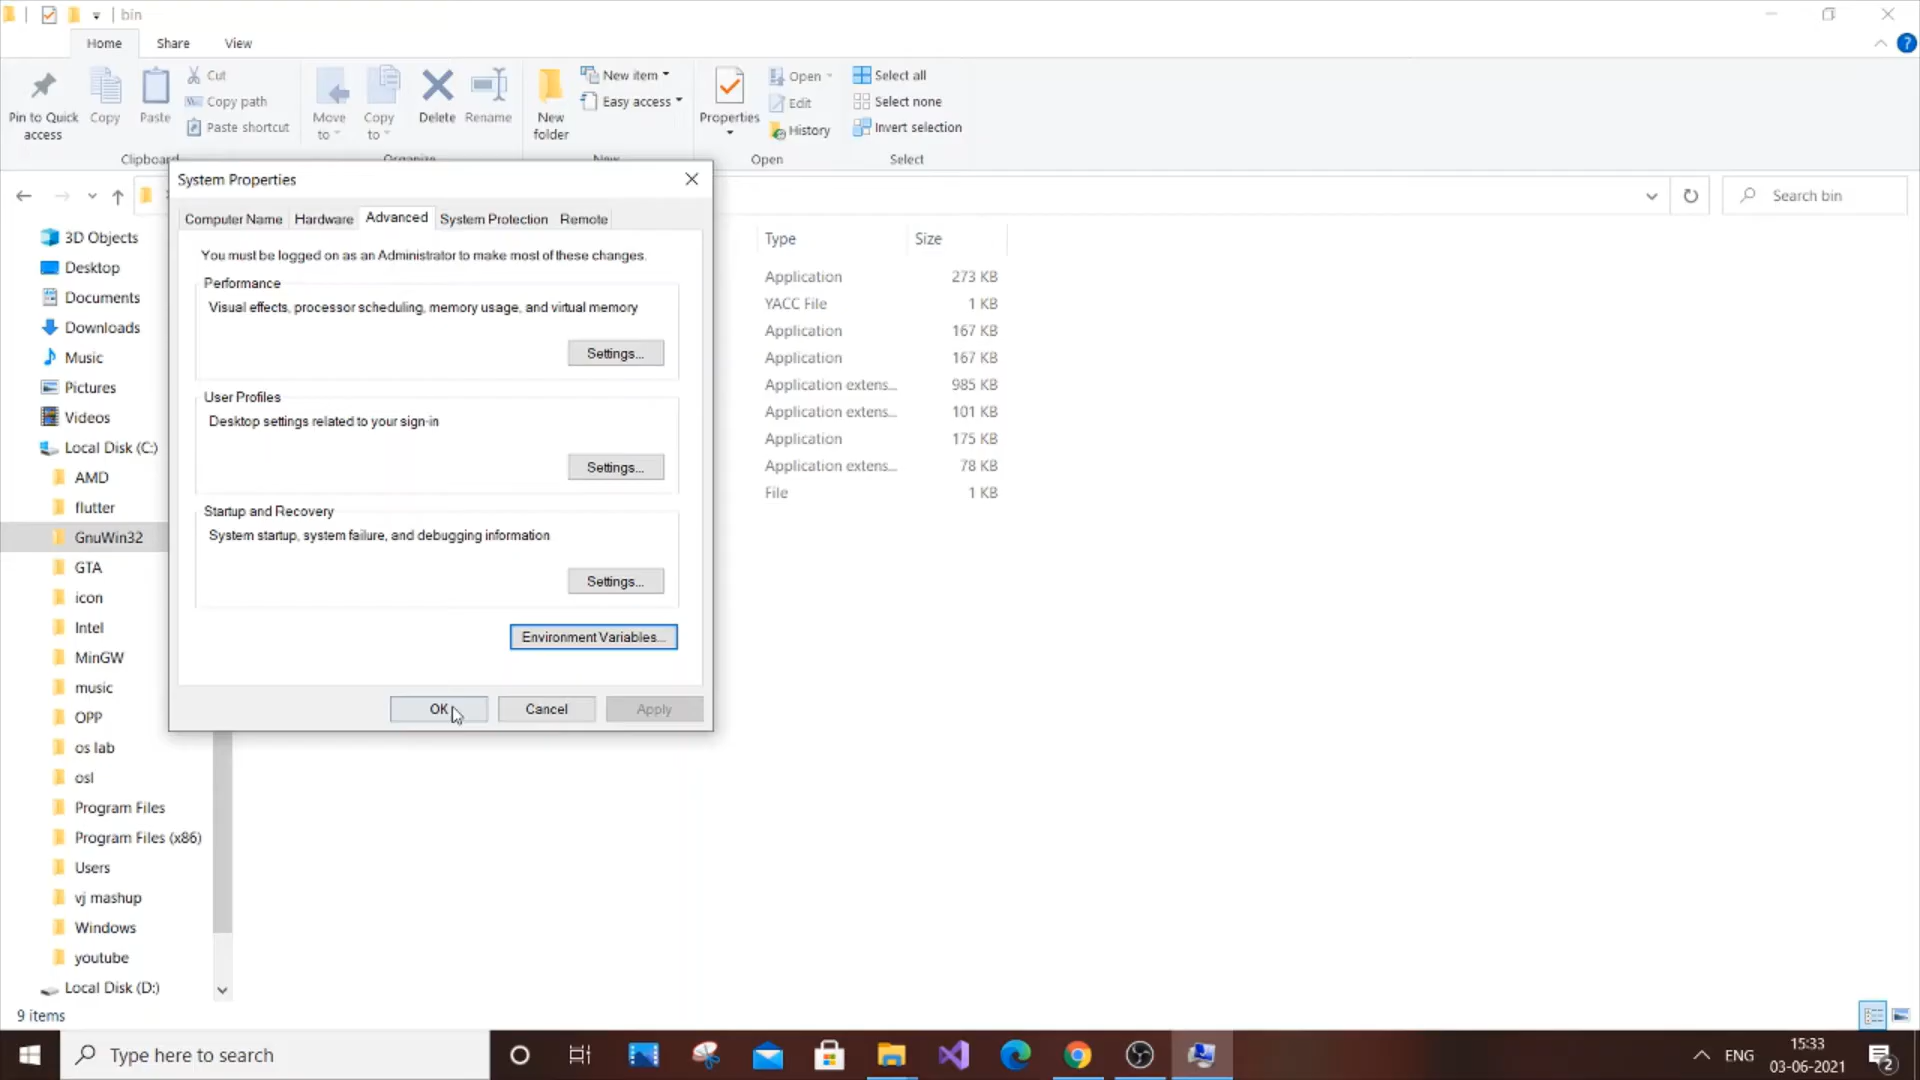 bin
Home
Share
View
Pin to Quick access
Copy
Paste
Cut
Copy path
Paste shortcut
Move to
Copy to
Delete
Rename
New folder
New item
Easy access
Properties
Open
Edit
History
Select all
Select none
Invert selection
Clipboard
Organize
New
Open
Select
Search bin
System Properties
Computer Name
Hardware
Advanced
System Protection
Remote
You must be logged on as an Administrator to make most of these changes.
Performance
Visual effects, processor scheduling, memory usage, and virtual memory
Settings...
User Profiles
Desktop settings related to your sign-in
Settings...
Startup and Recovery
System startup, system failure, and debugging information
Settings...
Environment Variables...
OK
Cancel
Apply
3D Objects
Desktop
Documents
Downloads
Music
Pictures
Videos
Local Disk (C:)
AMD
flutter
GnuWin32
GTA
icon
Intel
MinGW
music
OPP
os lab
osl
Program Files
Program Files (x86)
Users
vj mashup
Windows
youtube
Local Disk (D:)
Type Size
Application 273 KB
YACC File 1 KB
Application 167 KB
Application 167 KB
Application extens... 985 KB
Application extens... 101 KB
Application 175 KB
Application extens... 78 KB
File 1 KB
9 items
Type here to search
ENG
15:33
03-06-2021
2